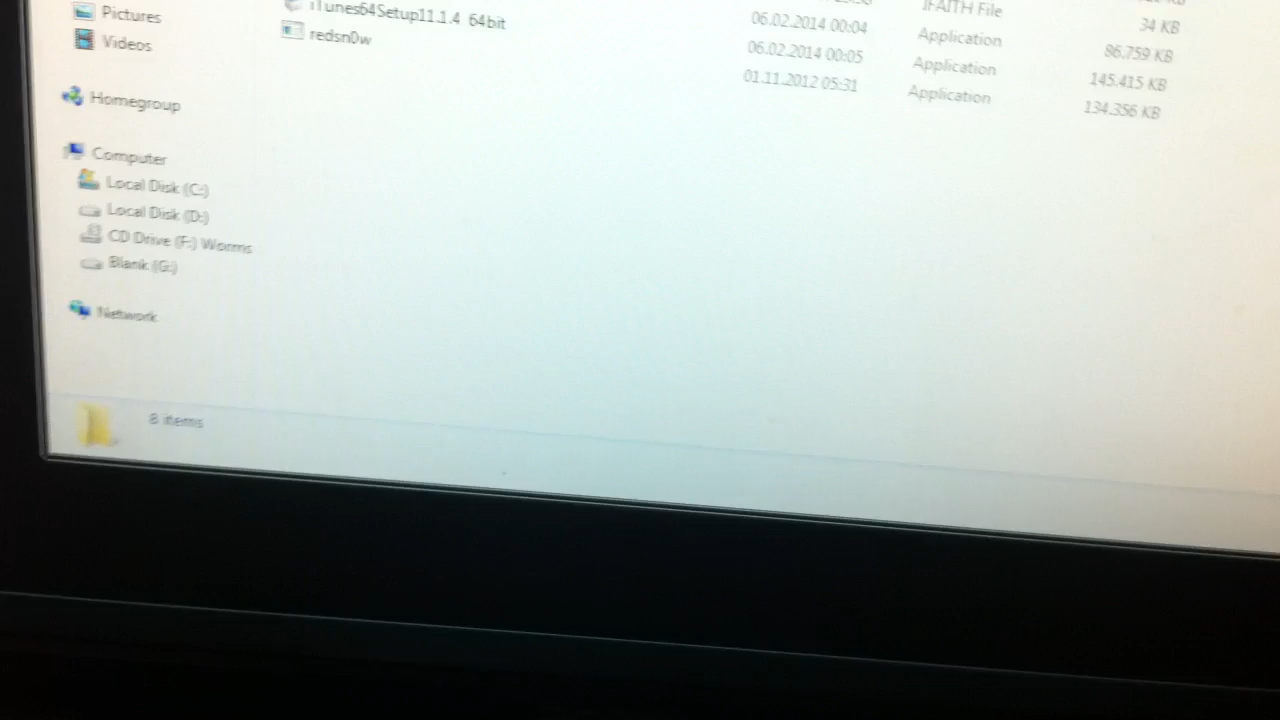 Pictures
Videos
Homegroup
Computer
Local Disk (C:)
Local Disk (D:)
CD Drive (F:) Worms
Blank (G:)
Network
iTunes64Setup11.1.4 64bit
redsn0w
06.02.2014 00:04
06.02.2014 00:05
01.11.2012 05:31
IFAITH File
Application
Application
Application
34 KB
86.759 KB
145.415 KB
134.356 KB
8 items